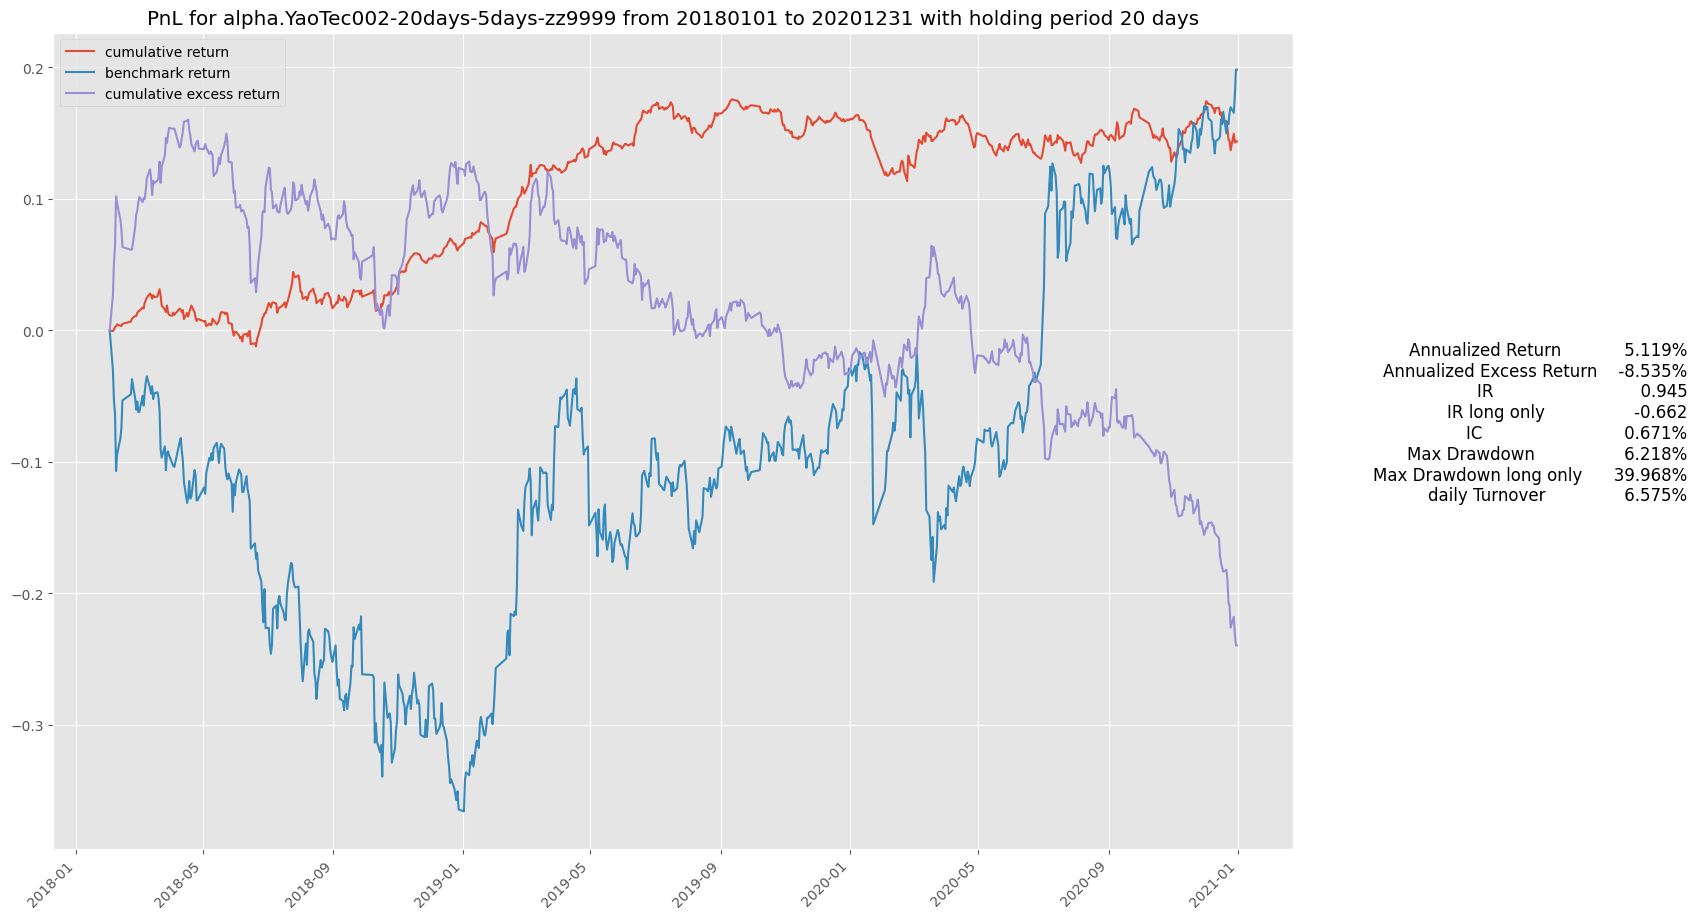 PnL for alpha.YaoTec002-20days-5days-zz9999 from 20180101 to 20201231 with holding period 20 days
cumulative return
benchmark return
cumulative excess return
0.2
0.1
0.0
−0.1
−0.2
−0.3
2018-01
2018-05
2018-09
2019-01
2019-05
2019-09
2020-01
2020-05
2020-09
2021-01
Annualized Return 5.119%
Annualized Excess Return -8.535%
IR 0.945
IR long only -0.662
IC 0.671%
Max Drawdown 6.218%
Max Drawdown long only 39.968%
daily Turnover 6.575%